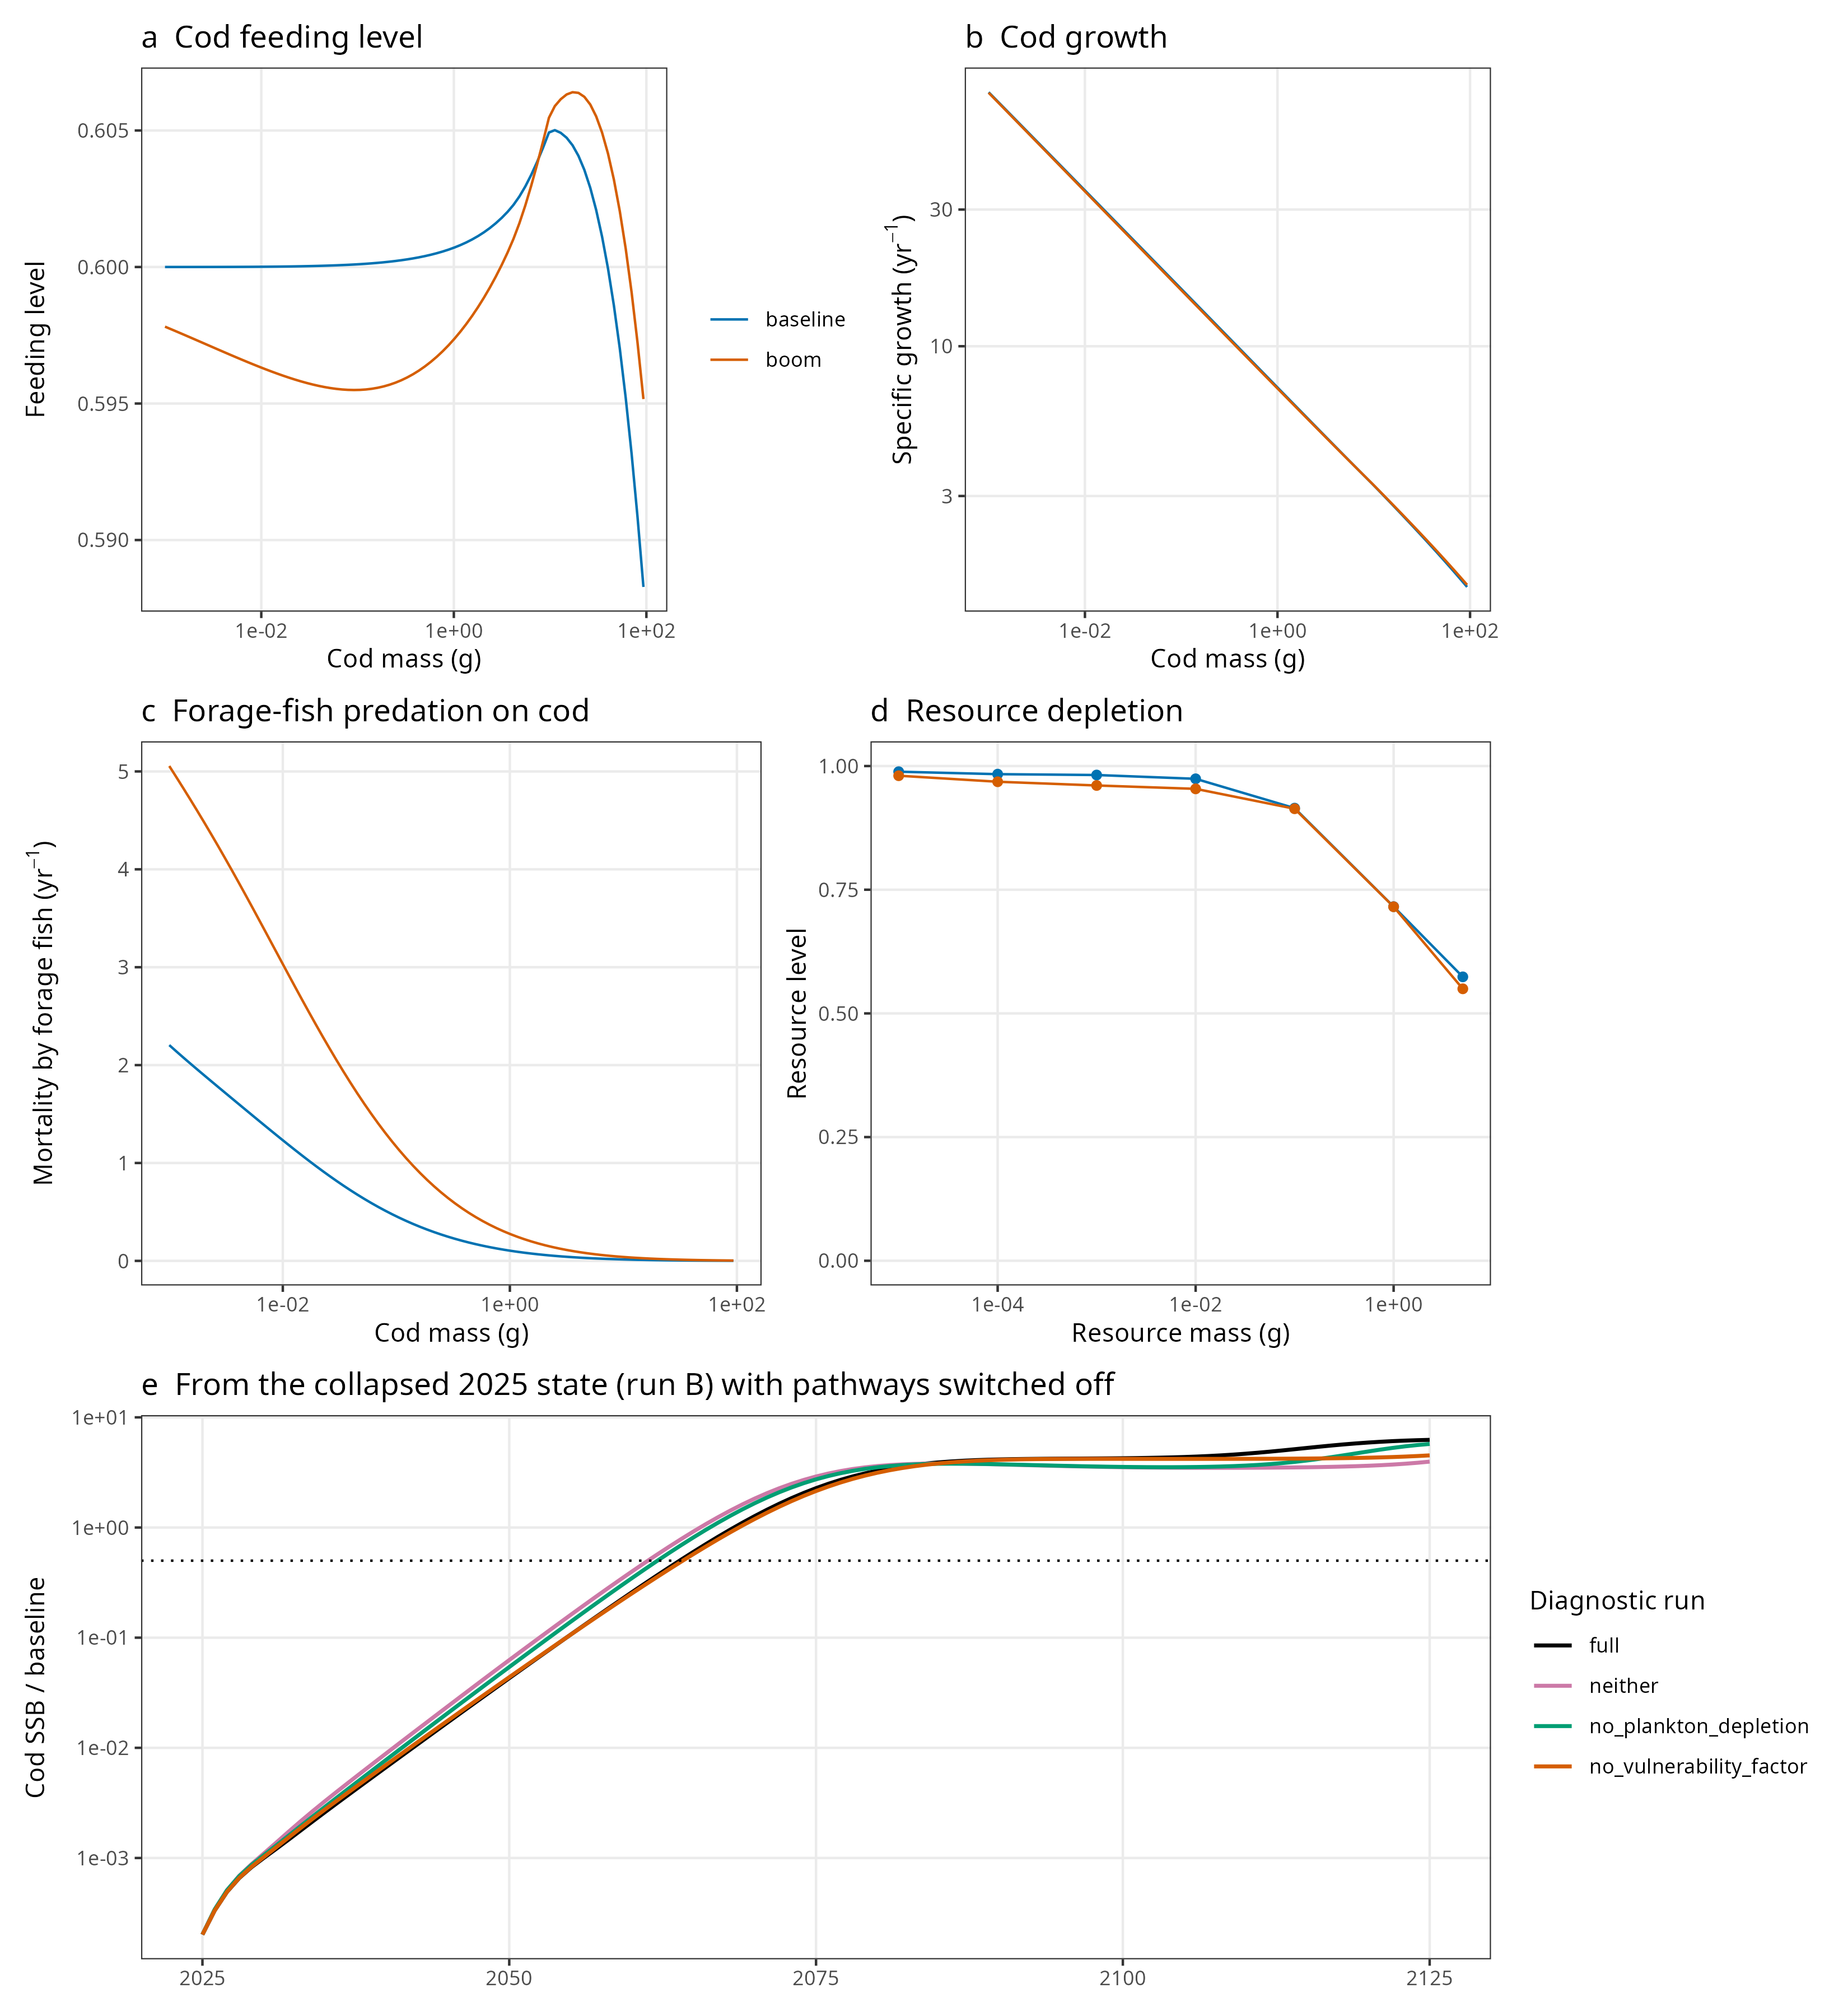 a Cod feeding level
Feeding level
0.605
0.600
0.595
0.590
1e-02 1e+00 1e+02
Cod mass (g)
baseline
boom
b Cod growth
Specific growth (yr⁻¹)
30
10
3
1e-02 1e+00 1e+02
Cod mass (g)
c Forage-fish predation on cod
Mortality by forage fish (yr⁻¹)
5
4
3
2
1
0
1e-02 1e+00 1e+02
Cod mass (g)
d Resource depletion
Resource level
1.00
0.75
0.50
0.25
0.00
1e-04 1e-02 1e+00
Resource mass (g)
e From the collapsed 2025 state (run B) with pathways switched off
Cod SSB / baseline
1e+01
1e+00
1e-01
1e-02
1e-03
2025 2050 2075 2100 2125
Diagnostic run
full
neither
no_plankton_depletion
no_vulnerability_factor